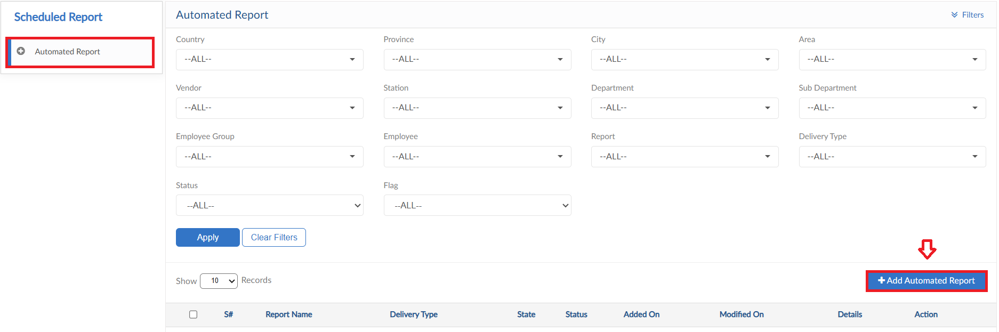 Scheduled Report
Automated Report
Automated Report
Filters
Country Province City Area
--ALL-- --ALL-- --ALL-- --ALL--
Vendor Station Department Sub Department
--ALL-- --ALL-- --ALL-- --ALL--
Employee Group Employee Report Delivery Type
--ALL-- --ALL-- --ALL-- --ALL--
Status Flag
--ALL-- --ALL--
Apply Clear Filters
Show 10 Records
Add Automated Report
S# Report Name Delivery Type State Status Added On Modified On Details Action